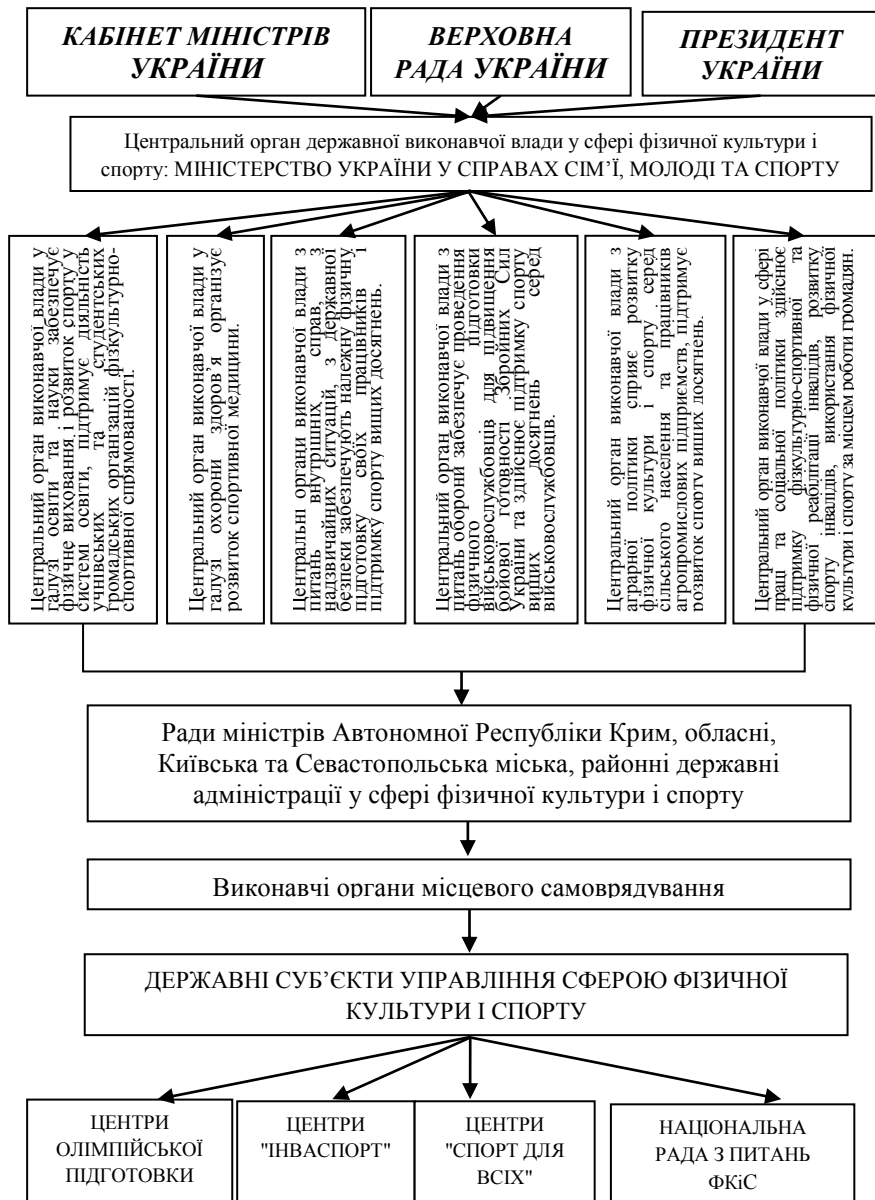 КАБІНЕТ МІНІСТРІВ
УКРАЇНИ
ВЕРХОВНА
РАДА УКРАЇНИ
ПРЕЗИДЕНТ
УКРАЇНИ
Центральний орган державної виконавчої влади у сфері фізичної культури і
спорту: МІНІСТЕРСТВО УКРАЇНИ У СПРАВАХ СІМ’Ї, МОЛОДІ ТА СПОРТУ
Центральний орган виконавчої влади у
галузі освіти та науки забезпечує
фізичне виховання і розвиток спорту у
системі освіти, підтримує діяльність
учнівських та студентських
громадських організацій фізкультурно-
спортивної спрямованості.
Центральний орган виконавчої влади у
галузі охорони здоров'я організує
розвиток спортивної медицини.
Центральні органи виконавчої влади з
питань внутрішніх справ, з
надзвичайних ситуацій, з державної
безпеки забезпечують належну фізичну
підготовку своїх працівників і
підтримку спорту вищих досягнень.
Центральний орган виконавчої влади з
питань оборони забезпечує проведення
фізичного підготовки
військовослужбовців для підвищення
бойової готовності Збройних Сил
України та здійснює підтримку спорту
вищих досягнень серед
військовослужбовців.
Центральний орган виконавчої влади з
аграрної політики сприяє розвитку
фізичної культури і спорту серед
сільського населення та працівників
агропромислових підприємств, підтримує
розвиток спорту вищих досягнень.
Центральний орган виконавчої влади у сфері
праці та соціальної політики здійснює
підтримку фізкультурно-спортивної та
фізичної реабілітації інвалідів, розвитку
спорту інвалідів, використання фізичної
культури і спорту за місцем роботи громадян.
Ради міністрів Автономної Республіки Крим, обласні,
Київська та Севастопольська міська, районні державні
адміністрації у сфері фізичної культури і спорту
Виконавчі органи місцевого самоврядування
ДЕРЖАВНІ СУБ’ЄКТИ УПРАВЛІННЯ СФЕРОЮ ФІЗИЧНОЇ
КУЛЬТУРИ І СПОРТУ
ЦЕНТРИ
ОЛІМПІЙСЬКОЇ
ПІДГОТОВКИ
ЦЕНТРИ
"ІНВАСПОРТ"
ЦЕНТРИ
"СПОРТ ДЛЯ
ВСІХ"
НАЦІОНАЛЬНА
РАДА З ПИТАНЬ
ФКіС